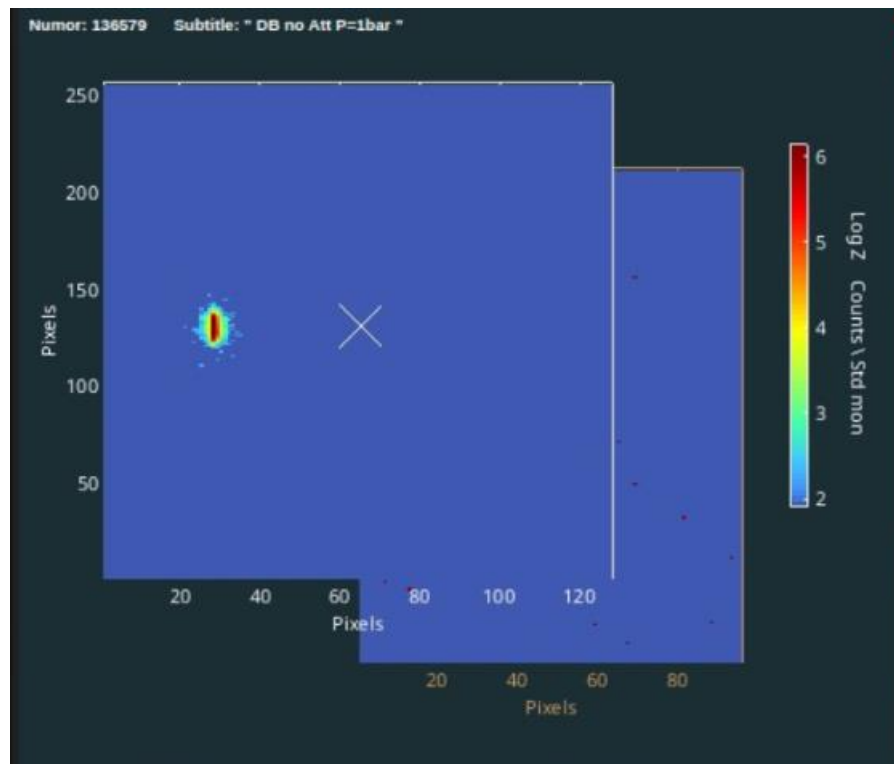 Numor: 136579 Subtitle: " DB no Att P=1bar "
250
200
150
100
50
Pixels
20 40 60 80 100 120
Pixels
20 40 60 80
Pixels
6
5
4
3
2
Log Z Counts \ Std mon